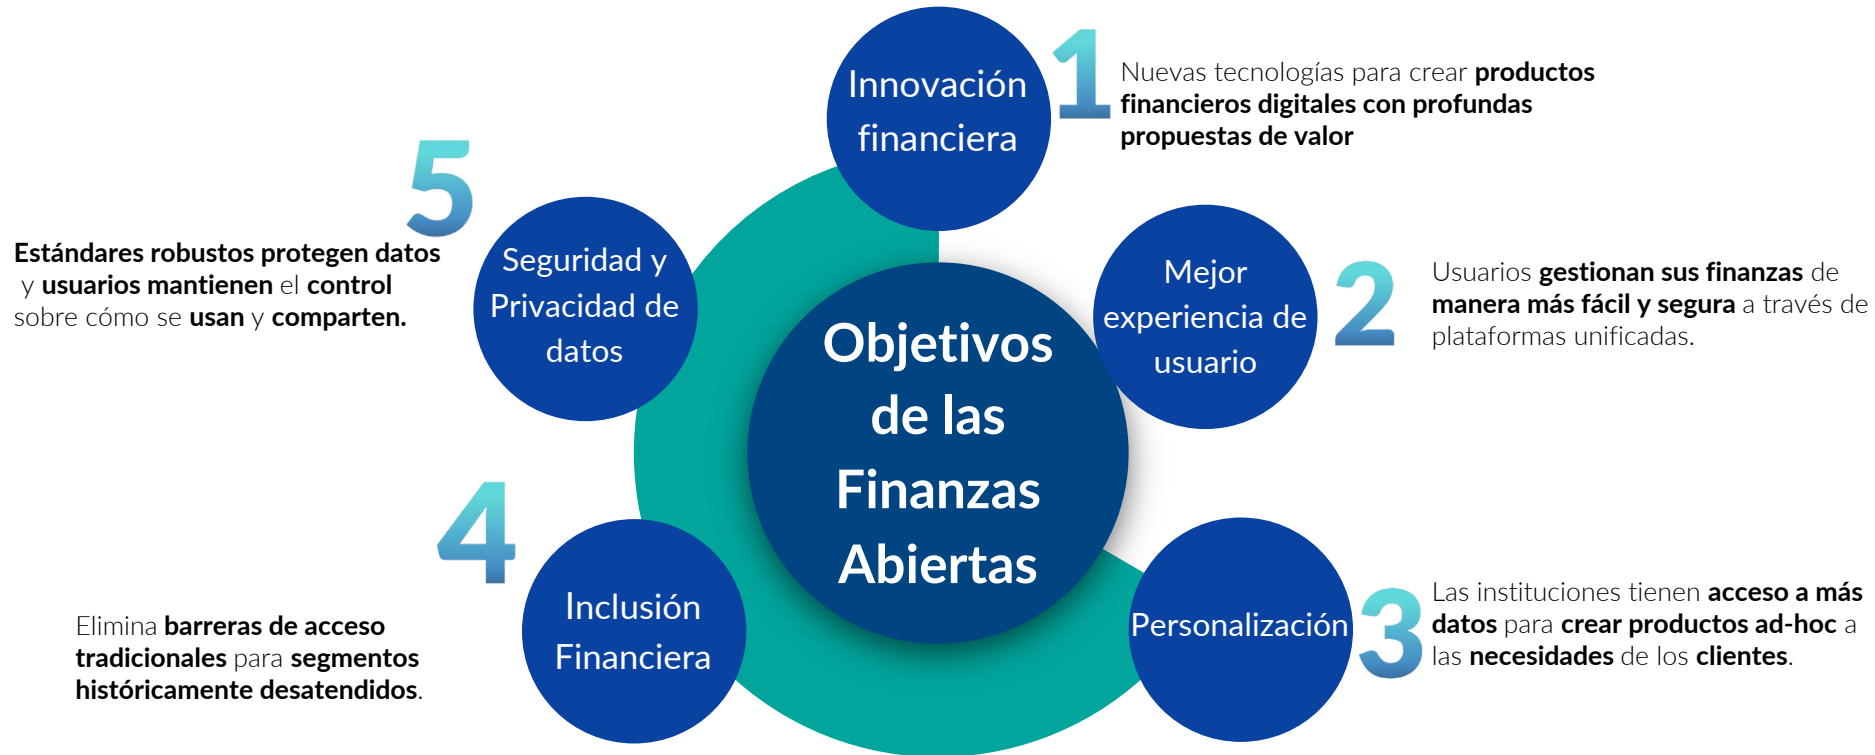 Objetivos
de las
Finanzas
Abiertas
Innovación
financiera
1
Nuevas tecnologías para crear productos
financieros digitales con profundas
propuestas de valor
Mejor
experiencia de
usuario
2
Usuarios gestionan sus finanzas de
manera más fácil y segura a través de
plataformas unificadas.
Personalización
3
Las instituciones tienen acceso a más
datos para crear productos ad-hoc a
las necesidades de los clientes.
4
Inclusión
Financiera
Elimina barreras de acceso
tradicionales para segmentos
históricamente desatendidos.
5
Seguridad y
Privacidad de
datos
Estándares robustos protegen datos
y usuarios mantienen el control
sobre cómo se usan y comparten.